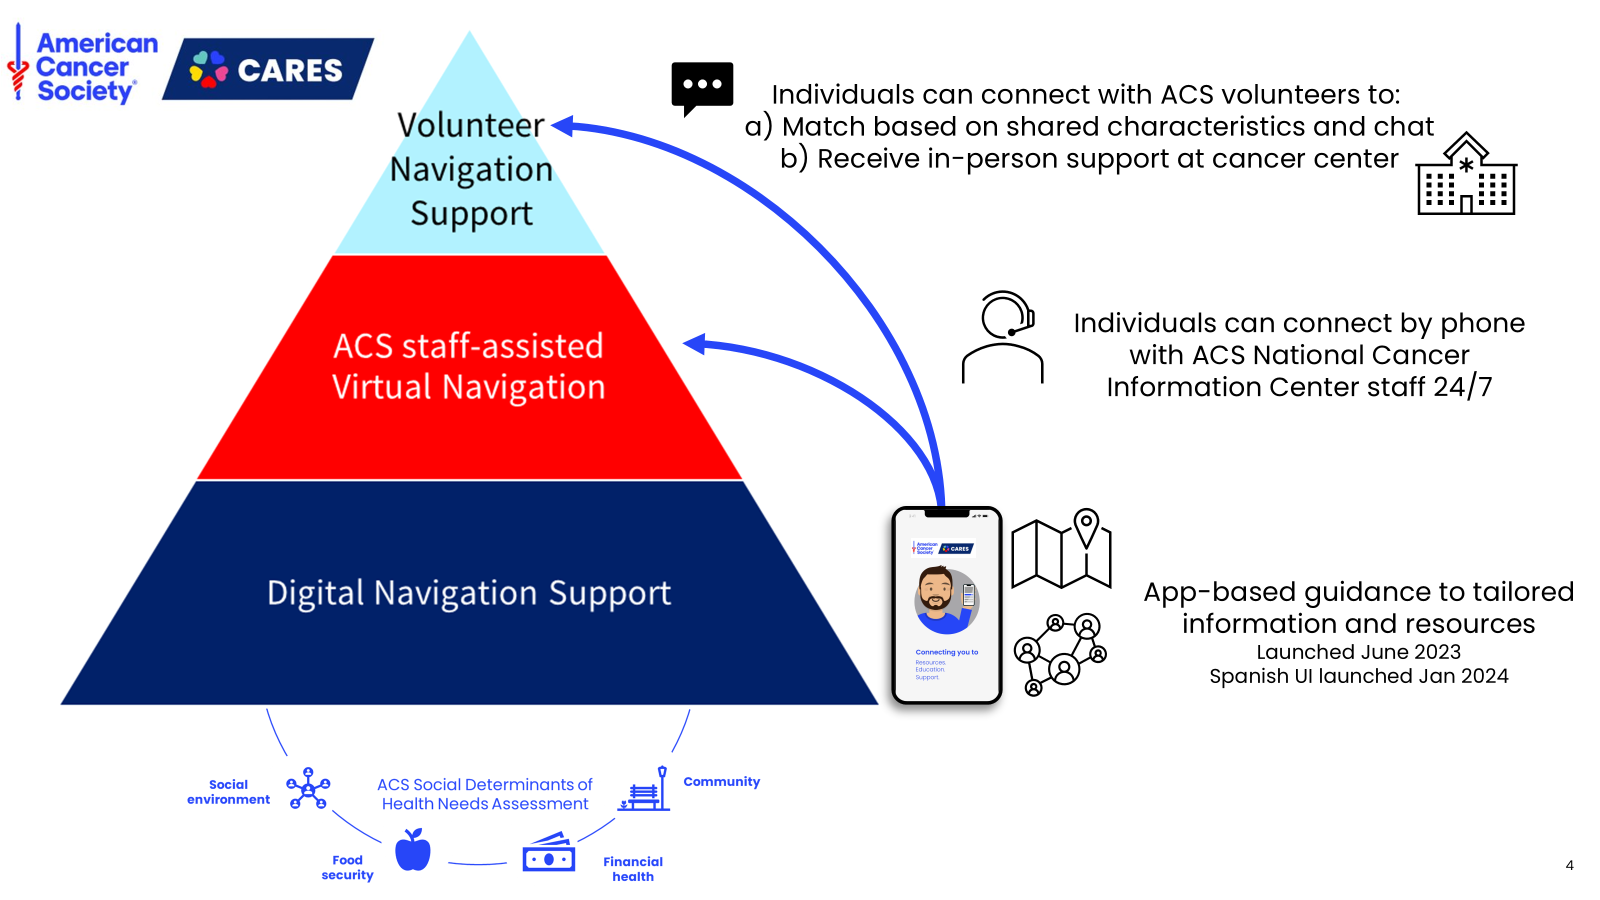 American
Cancer
Society®
CARES
Volunteer
Navigation
Support
ACS staff-assisted
Virtual Navigation
Digital Navigation Support
Individuals can connect with ACS volunteers to:
a) Match based on shared characteristics and chat
b) Receive in-person support at cancer center
Individuals can connect by phone
with ACS National Cancer
Information Center staff 24/7
American
Cancer
Society
CARES
Connecting you to
Resources.
Education.
Support.
App-based guidance to tailored
information and resources
Launched June 2023
Spanish UI launched Jan 2024
Social
environment
ACS Social Determinants of
Health Needs Assessment
Community
Food
security
Financial
health
4